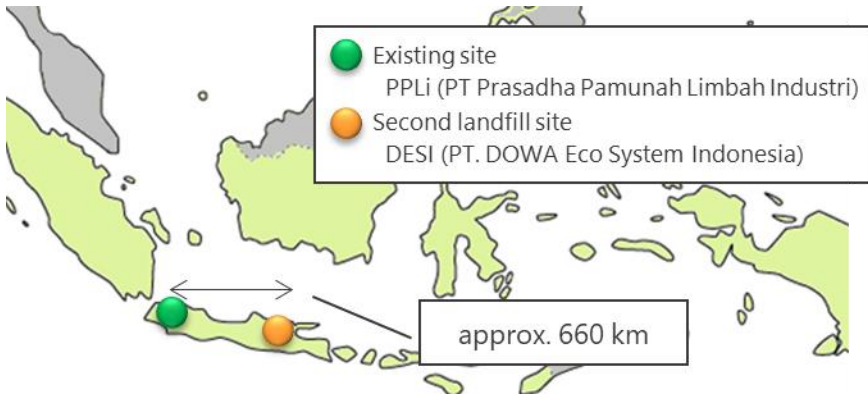 Existing site
PPLi (PT Prasadha Pamunah Limbah Industri)
Second landfill site
DESI (PT. DOWA Eco System Indonesia)
approx. 660 km